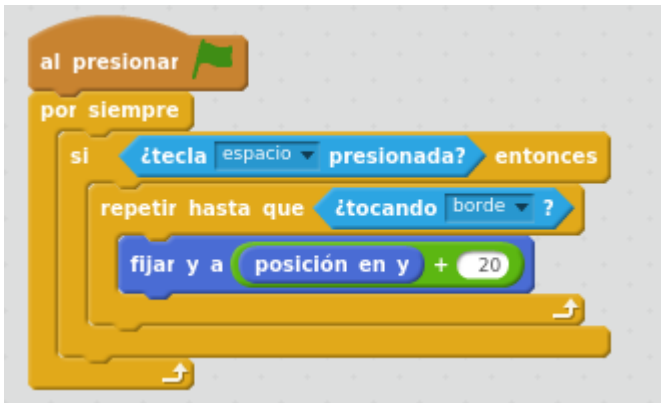 al presionar
por siempre
si ¿tecla espacio presionada? entonces
repetir hasta que ¿tocando borde ?
fijar y a posición en y + 20